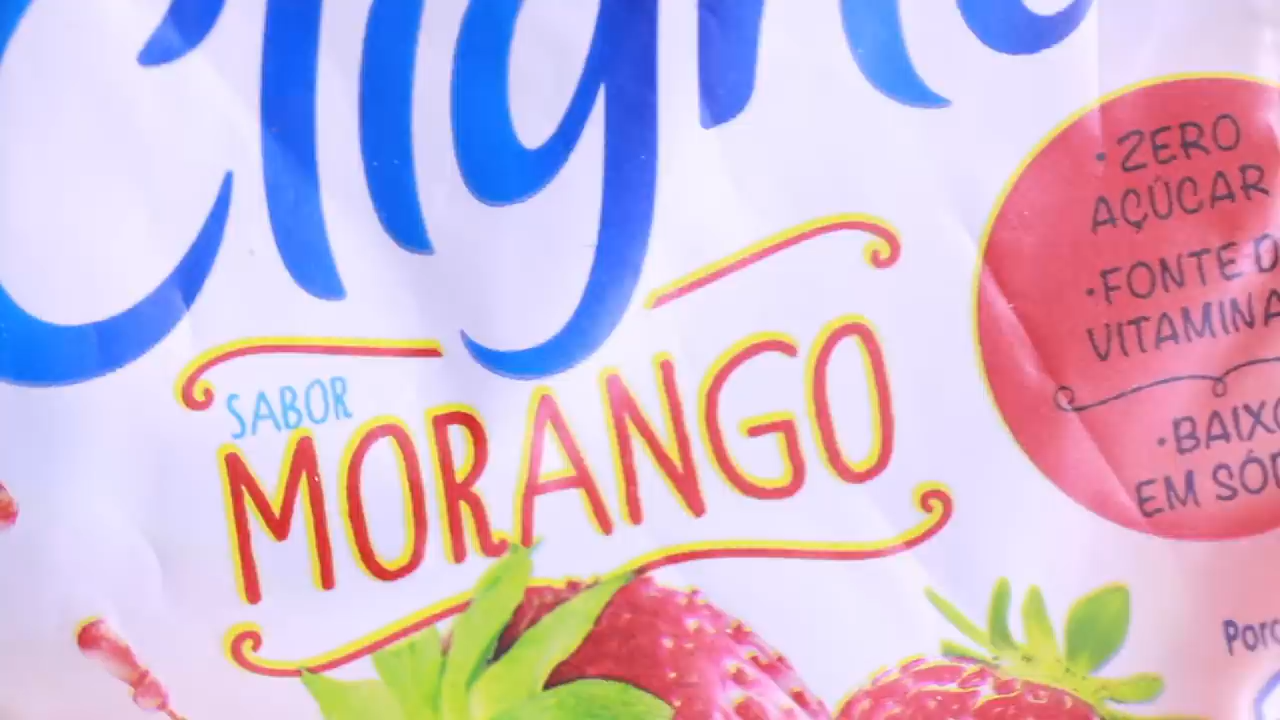 SABOR
MORANGO
· ZERO
AÇÚCAR
·FONTE D
VITAMINA
·BAIXO
EM SÓD